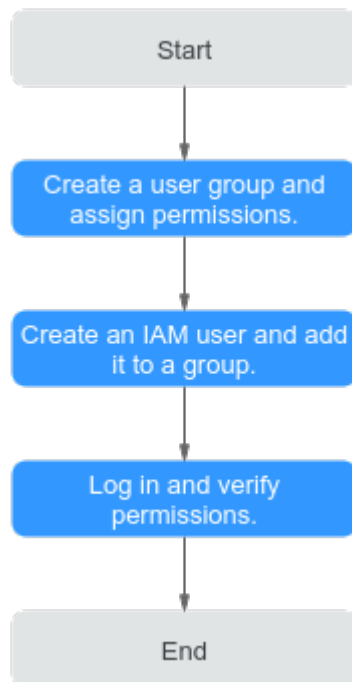 Start
Create a user group and
assign permissions.
Create an IAM user and add
it to a group.
Log in and verify
permissions.
End